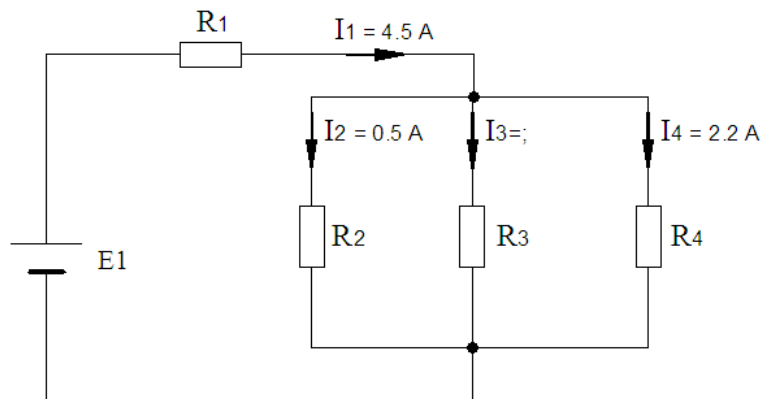 R1
I1 = 4.5 A
I2 = 0.5 A
I3=;
I4 = 2.2 A
R2
R3
R4
E1